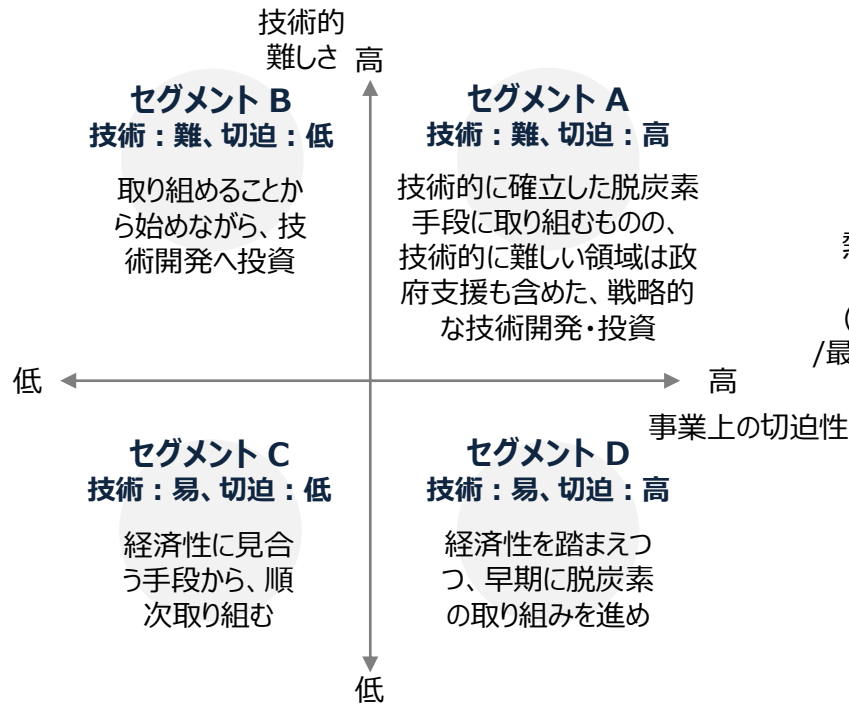 技術的
難しさ 高
セグメント B
技術：難、切迫：低
取り組めることか
ら始めながら、技
術開発へ投資
セグメント A
技術：難、切迫：高
技術的に確立した脱炭素
手段に取り組むものの、
技術的に難しい領域は政
府支援も含めた、戦略的
な技術開発・投資
(
/最
低
高
事業上の切迫性
セグメント C
技術：易、切迫：低
経済性に見合
う手段から、順
次取り組む
セグメント D
技術：易、切迫：高
経済性を踏まえつ
つ、早期に脱炭素
の取り組みを進め
低